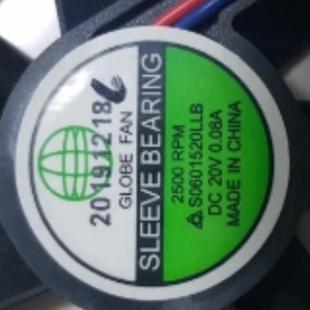 20191218
GLOBE FAN
SLEEVE BEARING
2500 RPM
S0601520LLB
DC 20V 0.08A
MADE IN CHINA